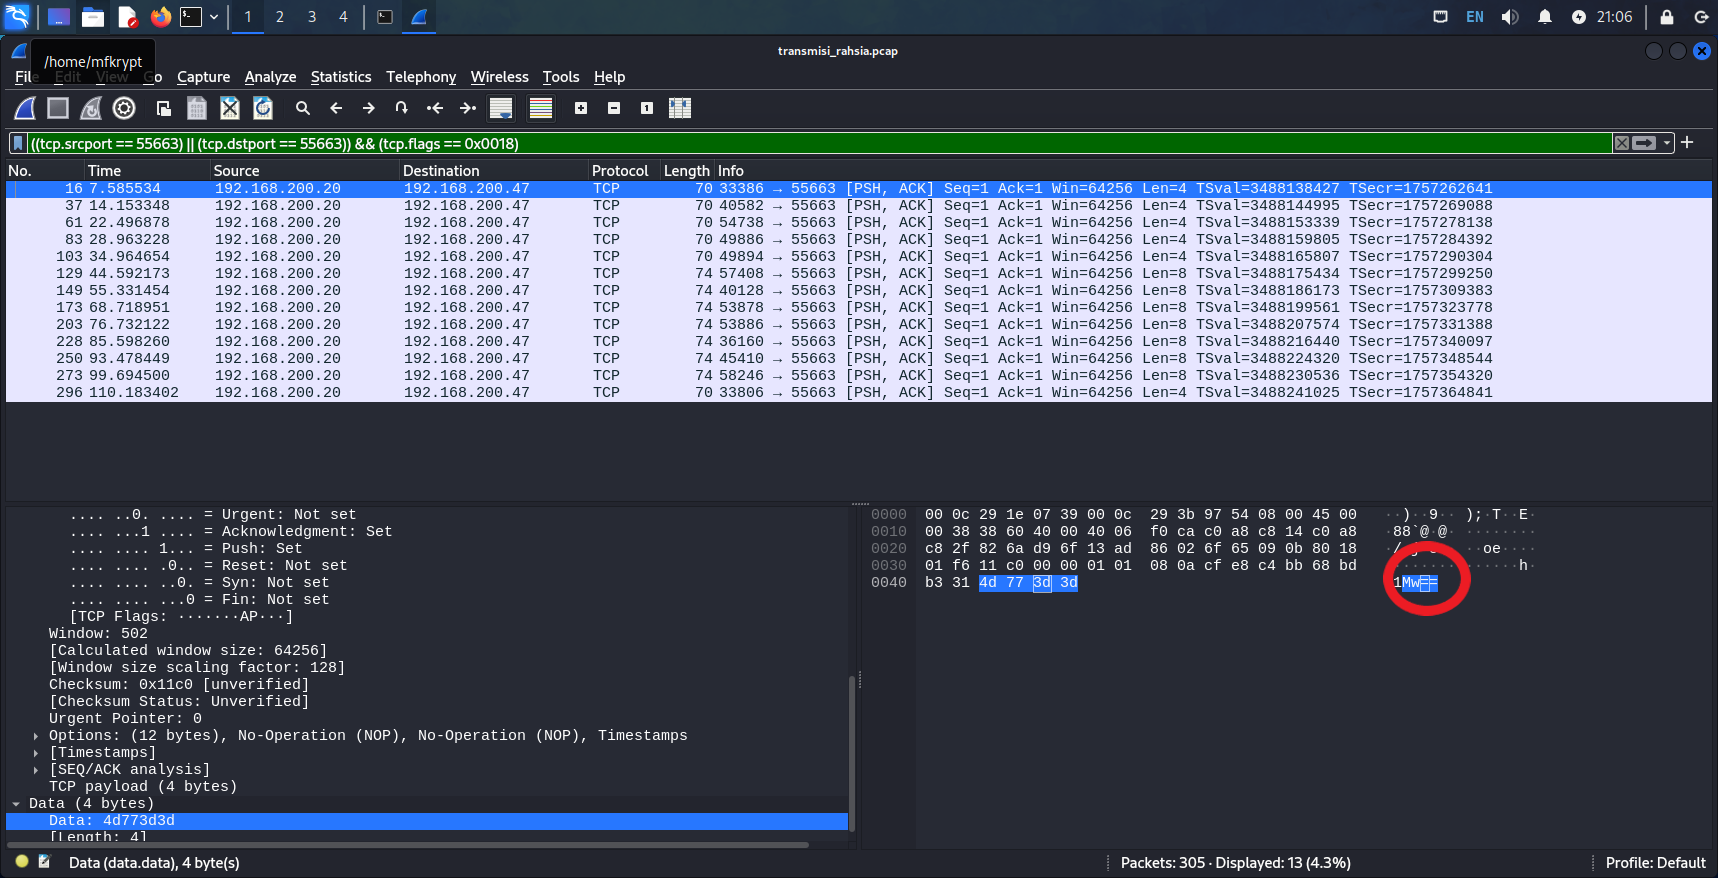 1 2 3 4
EN 21:06
/home/mfkrypt
transmisi_rahsia.pcap
File Edit View Go Capture Analyze Statistics Telephony Wireless Tools Help
((tcp.srcport == 55663) || (tcp.dstport == 55663)) && (tcp.flags == 0x0018)
No. Time Source Destination Protocol Length Info
16 7.585534 192.168.200.20 192.168.200.47 TCP 70 33386 → 55663 [PSH, ACK] Seq=1 Ack=1 Win=64256 Len=4 TSval=3488138427 TSecr=1757262641
37 14.153348 192.168.200.20 192.168.200.47 TCP 70 40582 → 55663 [PSH, ACK] Seq=1 Ack=1 Win=64256 Len=4 TSval=3488144995 TSecr=1757269088
61 22.496878 192.168.200.20 192.168.200.47 TCP 70 54738 → 55663 [PSH, ACK] Seq=1 Ack=1 Win=64256 Len=4 TSval=3488153339 TSecr=1757278138
83 28.963228 192.168.200.20 192.168.200.47 TCP 70 49886 → 55663 [PSH, ACK] Seq=1 Ack=1 Win=64256 Len=4 TSval=3488159805 TSecr=1757284392
103 34.964654 192.168.200.20 192.168.200.47 TCP 70 49894 → 55663 [PSH, ACK] Seq=1 Ack=1 Win=64256 Len=4 TSval=3488165807 TSecr=1757290304
129 44.592173 192.168.200.20 192.168.200.47 TCP 74 57408 → 55663 [PSH, ACK] Seq=1 Ack=1 Win=64256 Len=8 TSval=3488175434 TSecr=1757299250
149 55.331454 192.168.200.20 192.168.200.47 TCP 74 40128 → 55663 [PSH, ACK] Seq=1 Ack=1 Win=64256 Len=8 TSval=3488186173 TSecr=1757309383
173 68.718951 192.168.200.20 192.168.200.47 TCP 74 53878 → 55663 [PSH, ACK] Seq=1 Ack=1 Win=64256 Len=8 TSval=3488199561 TSecr=1757323778
203 76.732122 192.168.200.20 192.168.200.47 TCP 74 53886 → 55663 [PSH, ACK] Seq=1 Ack=1 Win=64256 Len=8 TSval=3488207574 TSecr=1757331388
228 85.598260 192.168.200.20 192.168.200.47 TCP 74 36160 → 55663 [PSH, ACK] Seq=1 Ack=1 Win=64256 Len=8 TSval=3488216440 TSecr=1757340097
250 93.478449 192.168.200.20 192.168.200.47 TCP 74 45410 → 55663 [PSH, ACK] Seq=1 Ack=1 Win=64256 Len=8 TSval=3488224320 TSecr=1757348544
273 99.694500 192.168.200.20 192.168.200.47 TCP 74 58246 → 55663 [PSH, ACK] Seq=1 Ack=1 Win=64256 Len=8 TSval=3488230536 TSecr=1757354320
296 110.183402 192.168.200.20 192.168.200.47 TCP 70 33806 → 55663 [PSH, ACK] Seq=1 Ack=1 Win=64256 Len=4 TSval=3488241025 TSecr=1757364841
.... ..0. .... = Urgent: Not set
.... ...1 .... = Acknowledgment: Set
.... .... 1... = Push: Set
.... .... .0.. = Reset: Not set
.... .... ..0. = Syn: Not set
.... .... ...0 = Fin: Not set
[TCP Flags: ·······AP···]
Window: 502
[Calculated window size: 64256]
[Window size scaling factor: 128]
Checksum: 0x11c0 [unverified]
[Checksum Status: Unverified]
Urgent Pointer: 0
Options: (12 bytes), No-Operation (NOP), No-Operation (NOP), Timestamps
[Timestamps]
[SEQ/ACK analysis]
TCP payload (4 bytes)
Data (4 bytes)
Data: 4d773d3d
[Length: 4]
0000 00 0c 29 1e 07 39 00 0c 29 3b 97 54 08 00 45 00 ··)··9·· );·T··E·
0010 00 38 38 60 40 00 40 06 f0 ca c0 a8 c8 14 c0 a8 ·88`@·@· ········
0020 c8 2f 82 6a d9 6f 13 ad 86 02 6f 65 09 0b 80 18 oe····
0030 01 f6 11 c0 00 00 01 01 08 0a cf e8 c4 bb 68 bd h·
0040 b3 31 4d 77 3d 3d 1Mw==
Data (data.data), 4 byte(s) Packets: 305 · Displayed: 13 (4.3%) Profile: Default